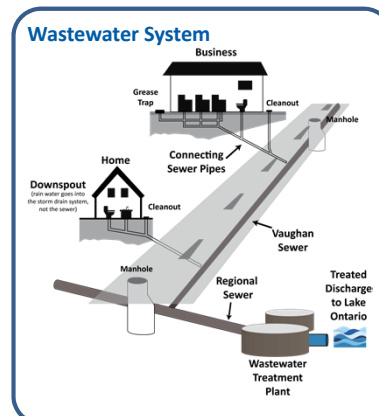 Wastewater System
Business
Grease
Trap
Cleanout
Manhole
Connecting
Sewer Pipes
Home
Downspout
(rain water goes into
the storm drain system,
not the sewer)
Cleanout
Vaughan
Sewer
Manhole
Regional
Sewer
Treated
Discharge
to Lake
Ontario
Wastewater
Treatment
Plant